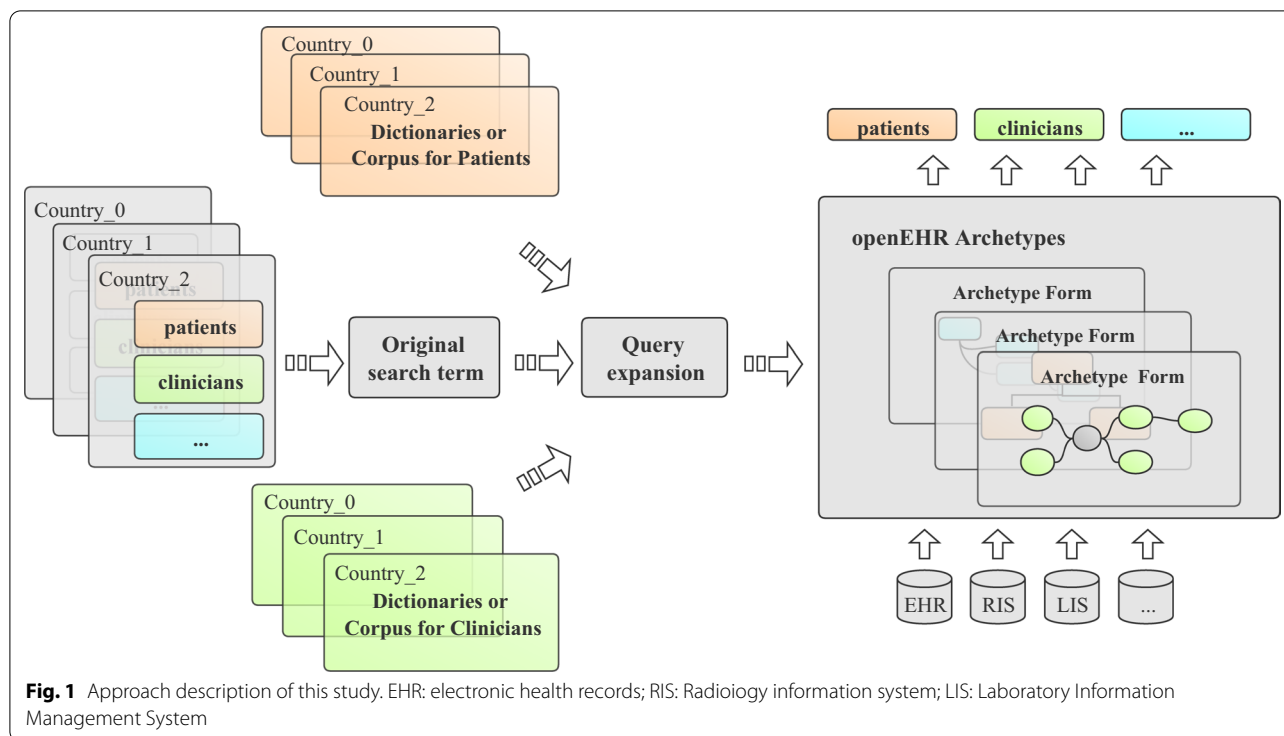 Country_0
Country_1
Country_2
Dictionaries or
Corpus for Patients
Country_0
Country_1
Country_2
patients
clinicians
...
patients
clinicians
...
Original
search term
Query
expansion
Country_0
Country_1
Country_2
Dictionaries or
Corpus for Clinicians
patients
clinicians
...
openEHR Archetypes
Archetype Form
Archetype Form
Archetype Form
EHR
RIS
LIS
...
Fig. 1 Approach description of this study. EHR: electronic health records; RIS: Radioiogy information system; LIS: Laboratory Information
Management System